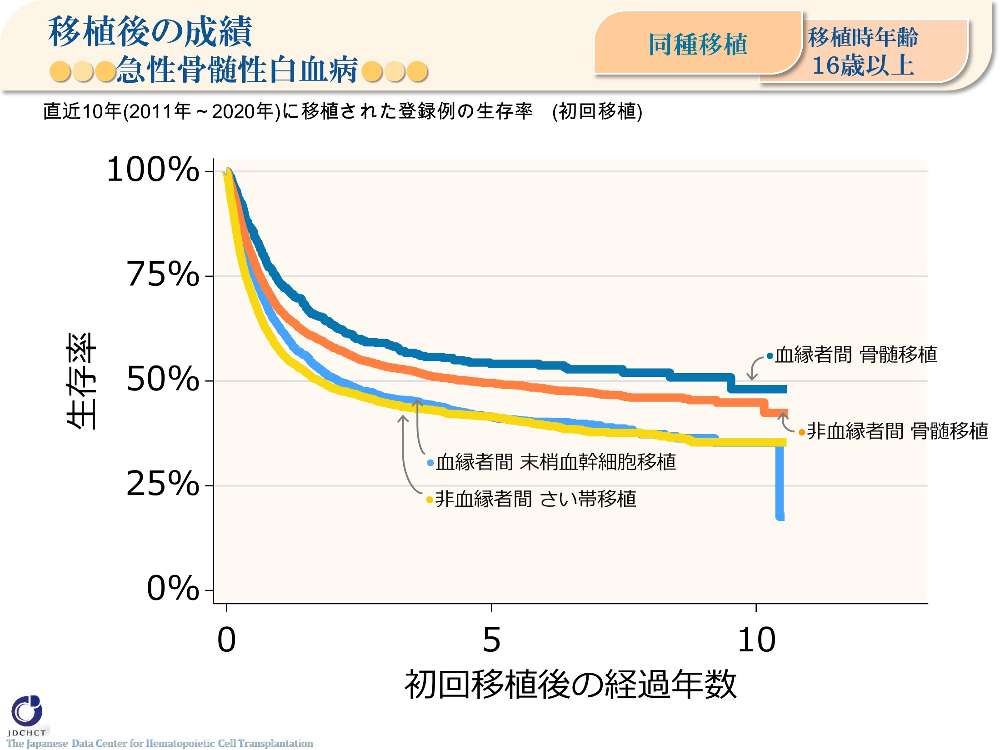 移植後の成績
急性骨髄性白血病
同種移植
移植時年齢
16歳以上
直近10年(2011年～2020年)に移植された登録例の生存率　(初回移植)
100%
75%
50%
25%
0%
生存率
血縁者間 骨髄移植
非血縁者間 骨髄移植
血縁者間 末梢血幹細胞移植
非血縁者間 さい帯移植
0
5
10
初回移植後の経過年数
JDCHCT
The Japanese Data Center for Hematopoietic Cell Transplantation